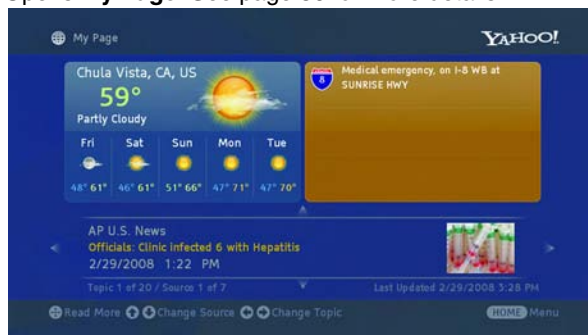 My Page
YAHOO!
Chula Vista, CA, US
59°
Partly Cloudy
Fri Sat Sun Mon Tue
48° 61° 46° 61° 51° 66° 47° 71° 47° 70°
8
Medical emergency, on I-8 WB at
SUNRISE HWY
AP U.S. News
Officials: Clinic infected 6 with Hepatitis
2/29/2008 1:22 PM
Topic 1 of 20 / Source 1 of 7
Last Updated 2/29/2008 3:28 PM
Read More Change Source Change Topic
HOME Menu